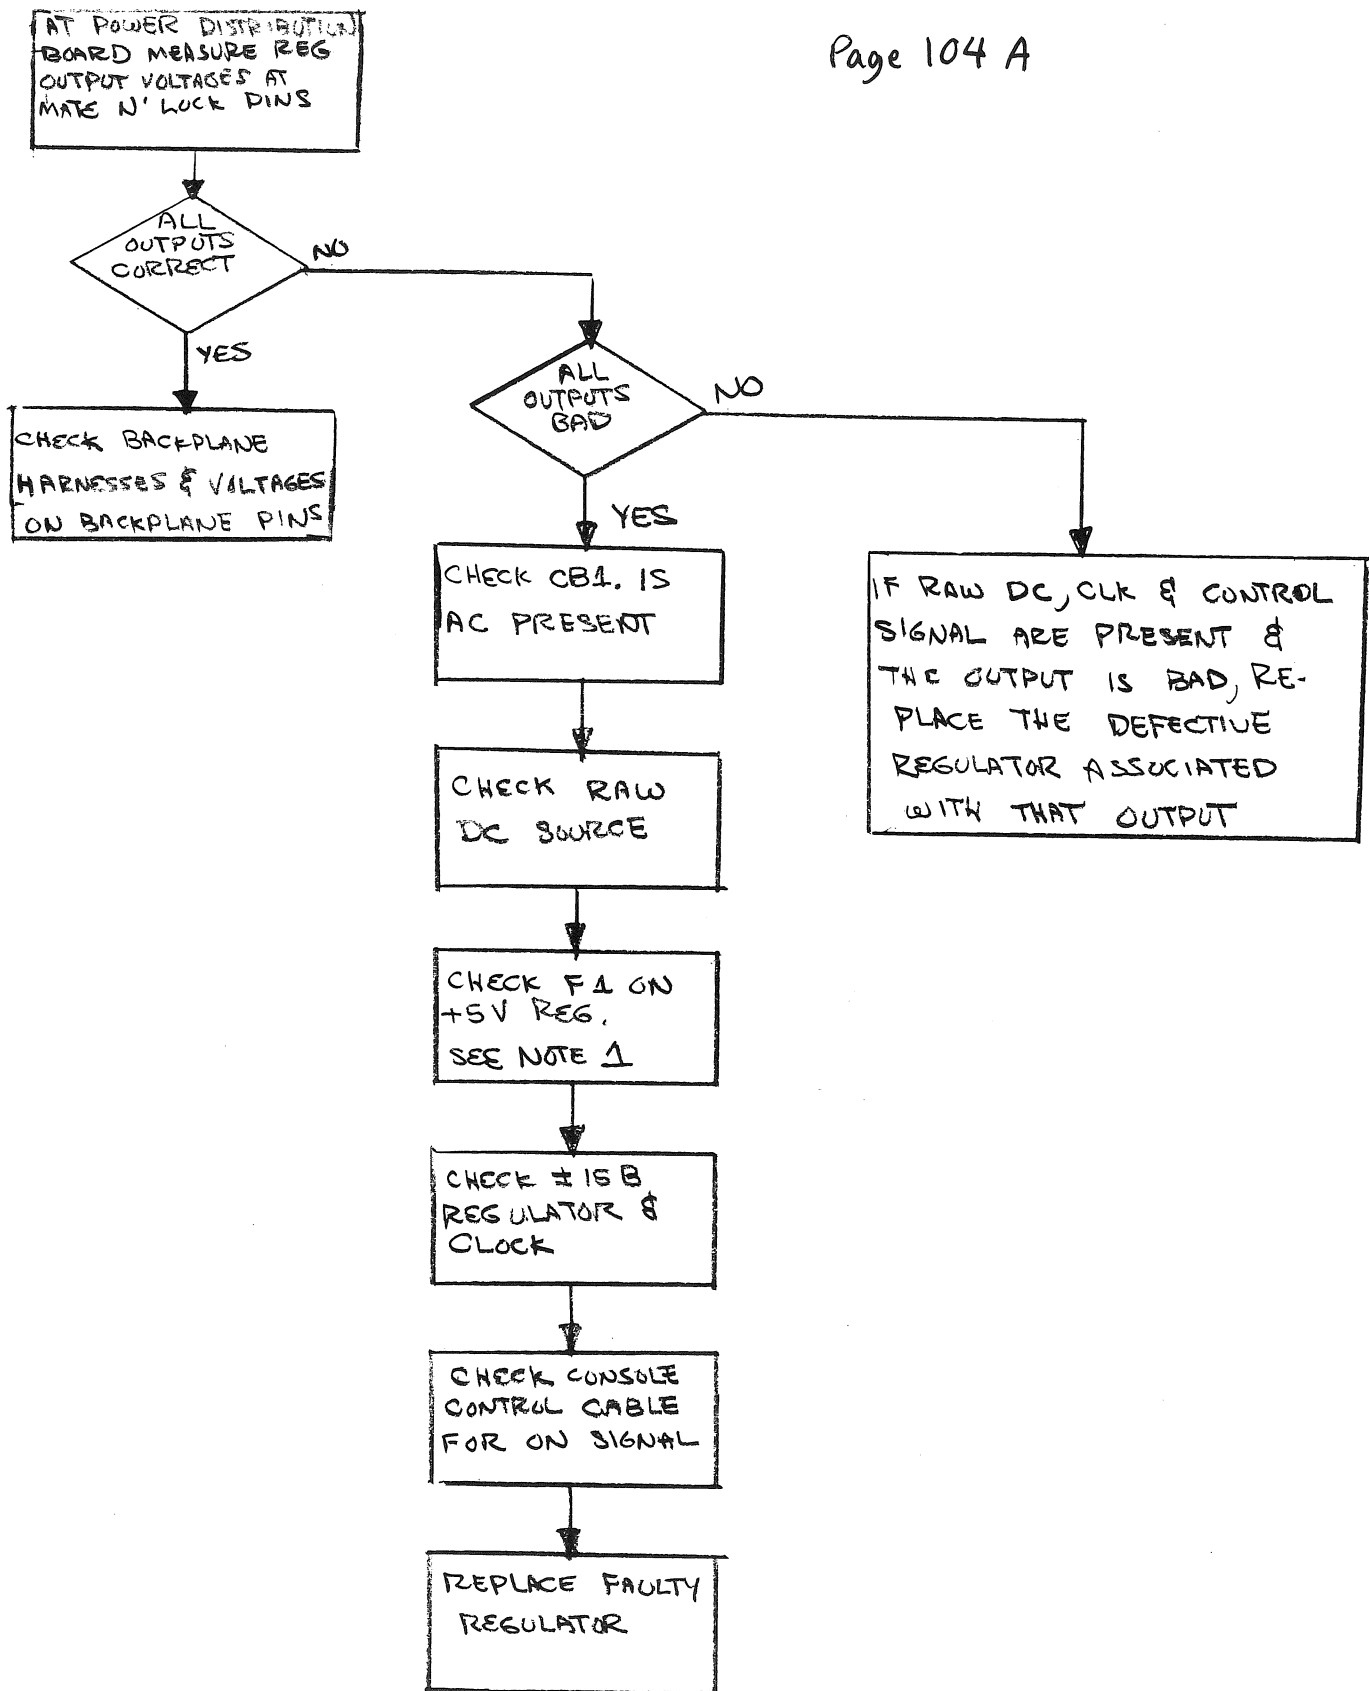 Page 104 A
AT POWER DISTRIBUTION
BOARD MEASURE REG
OUTPUT VOLTAGES AT
MATE N' LOCK PINS
ALL
OUTPUTS
CORRECT
NO
YES
CHECK BACKPLANE
HARNESSES & VOLTAGES
ON BACKPLANE PINS
ALL
OUTPUTS
BAD
NO
YES
CHECK CB1. IS
AC PRESENT
IF RAW DC, CLK & CONTROL
SIGNAL ARE PRESENT &
THE OUTPUT IS BAD, RE-
PLACE THE DEFECTIVE
REGULATOR ASSOCIATED
WITH THAT OUTPUT
CHECK RAW
DC SOURCE
CHECK F1 ON
+5V REG.
SEE NOTE 1
CHECK ±15 B
REGULATOR &
CLOCK
CHECK CONSOLE
CONTROL CABLE
FOR ON SIGNAL
REPLACE FAULTY
REGULATOR